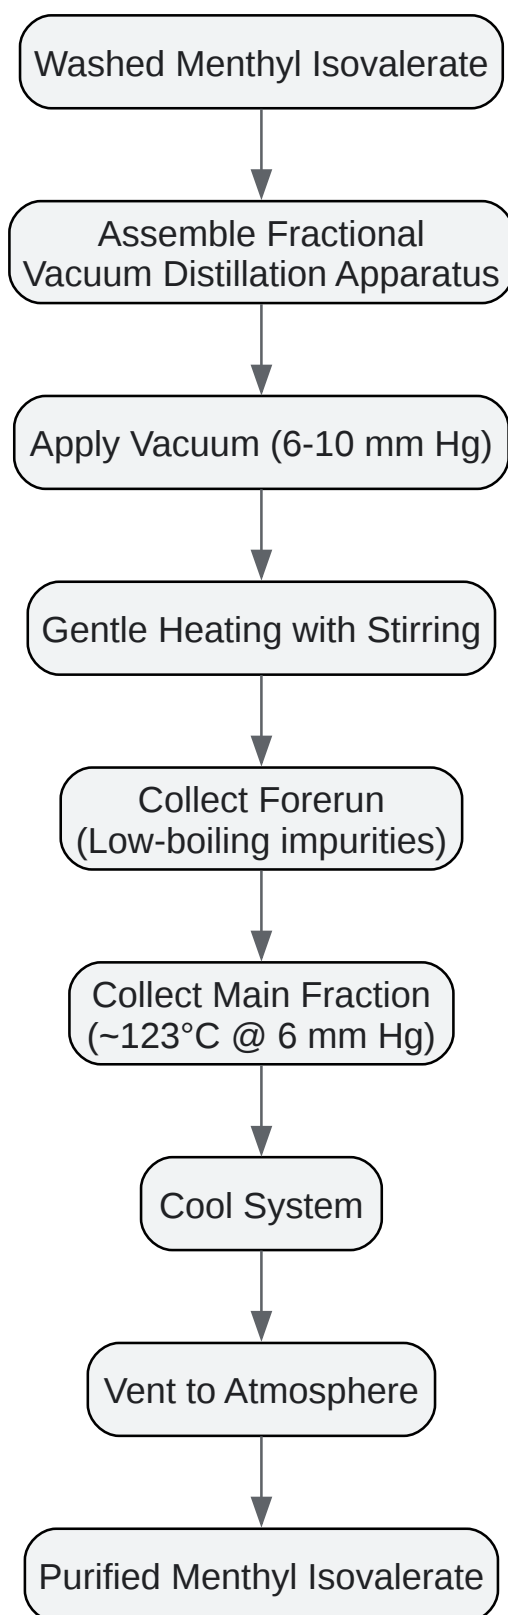 Washed Menthyl Isovalerate
Assemble Fractional
Vacuum Distillation Apparatus
Apply Vacuum (6-10 mm Hg)
Gentle Heating with Stirring
Collect Forerun
(Low-boiling impurities)
Collect Main Fraction
(~123°C @ 6 mm Hg)
Cool System
Vent to Atmosphere
Purified Menthyl Isovalerate